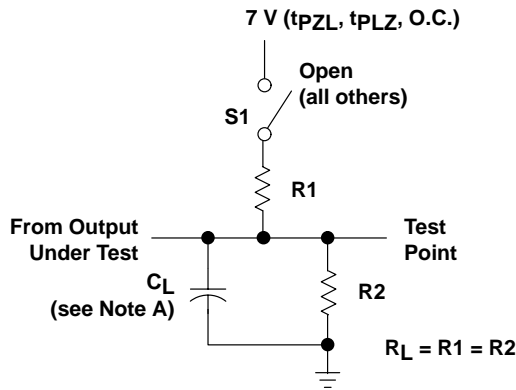 7 V (tPZL, tPLZ, O.C.)
Open
(all others)
S1
R1
From Output
Under Test
Test
Point
CL
(see Note A)
R2
RL = R1 = R2